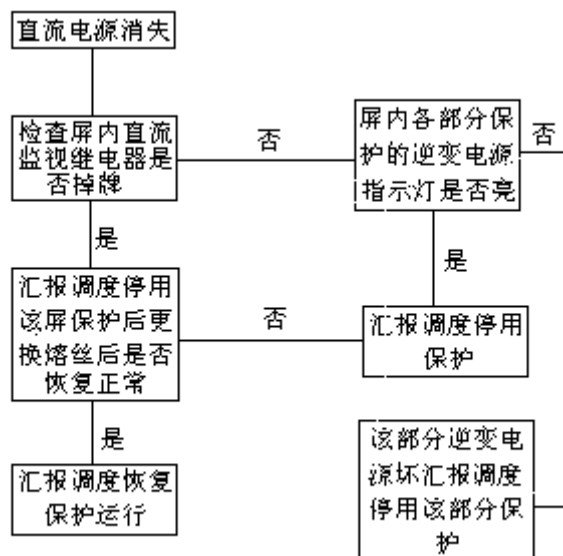 直流电源消失
检查屏内直流
监视继电器是
否掉牌
否
屏内各部分保
护的逆变电源
指示灯是否亮
否
是
是
汇报调度停用
该屏保护后更
换熔丝后是否
恢复正常
否
汇报调度停用
保护
是
汇报调度恢复
保护运行
该部分逆变电
源坏汇报调度
停用该部分保
护